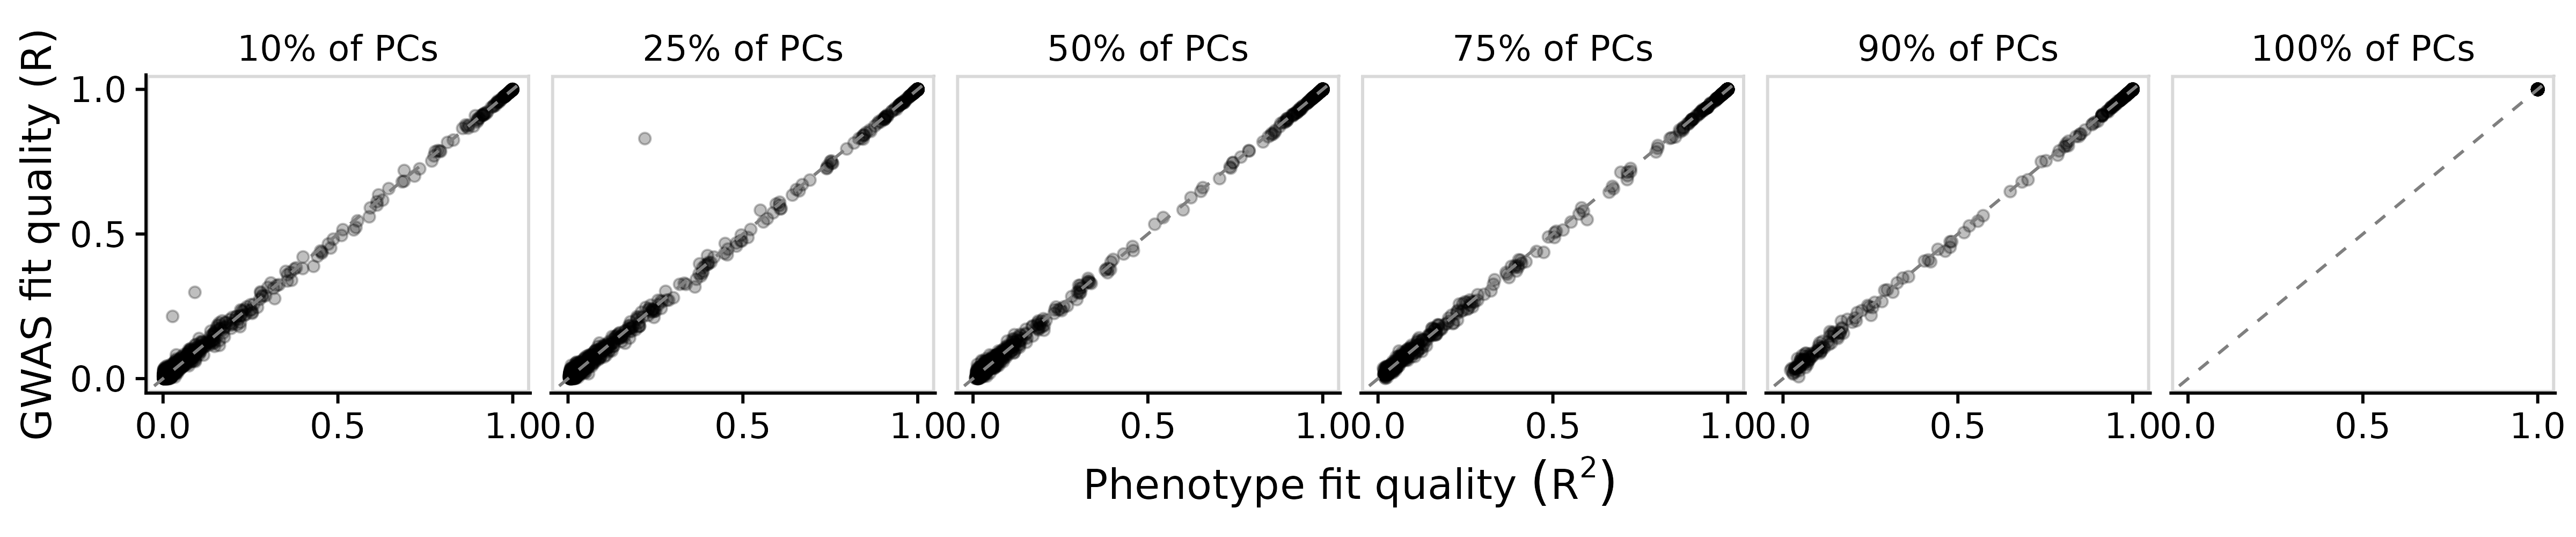 10% of PCs 25% of PCs 50% of PCs 75% of PCs 90% of PCs 100% of PCs
GWAS fit quality (R)
1.0
0.5
0.0
0.0 0.5 1.0 0.0 0.5 1.0 0.0 0.5 1.0 0.0 0.5 1.0 0.0 0.5 1.0 0.0 0.5 1.0
Phenotype fit quality (R²)